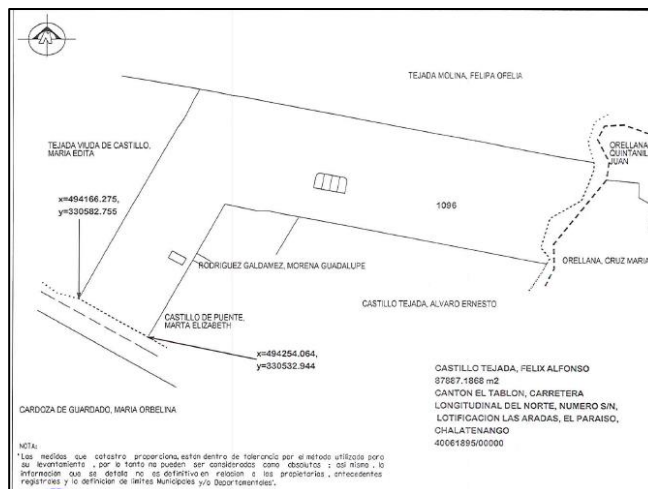 TEJADA MOLINA, FELIPA OFELIA
TEJADA VIUDA DE CASTILLO,
MARIA EDITA
ORELLANA
QUINTANIL
JUAN
x=494166.275,
y=330582.755
1096
RODRIGUEZ GALDAMEZ, MORENA GUADALUPE
ORELLANA, CRUZ MARIA
CASTILLO TEJADA, ALVARO ERNESTO
CASTILLO DE PUENTE,
MARTA ELIZABETH
x=494254.064,
y=330532.944
CASTILLO TEJADA, FELIX ALFONSO
87887.1868 m2
CANTON EL TABLON, CARRETERA
LONGITUDINAL DEL NORTE, NUMERO S/N,
LOTIFICACION LAS ARADAS, EL PARAISO,
CHALATENANGO
40061895/00000
CARDOZA DE GUARDADO, MARIA ORBELINA
NOTA:
"Las medidas que catastro proporciona, están dentro de tolerancia por el método utilizado para
su levantamiento , por lo tanto no pueden ser consideradas como absolutas ; así mismo , la
información que se detalla no es definitiva en relacion a los propietarios , antecedentes
registrales y la definicion de limites Municipales y/o Departamentales".